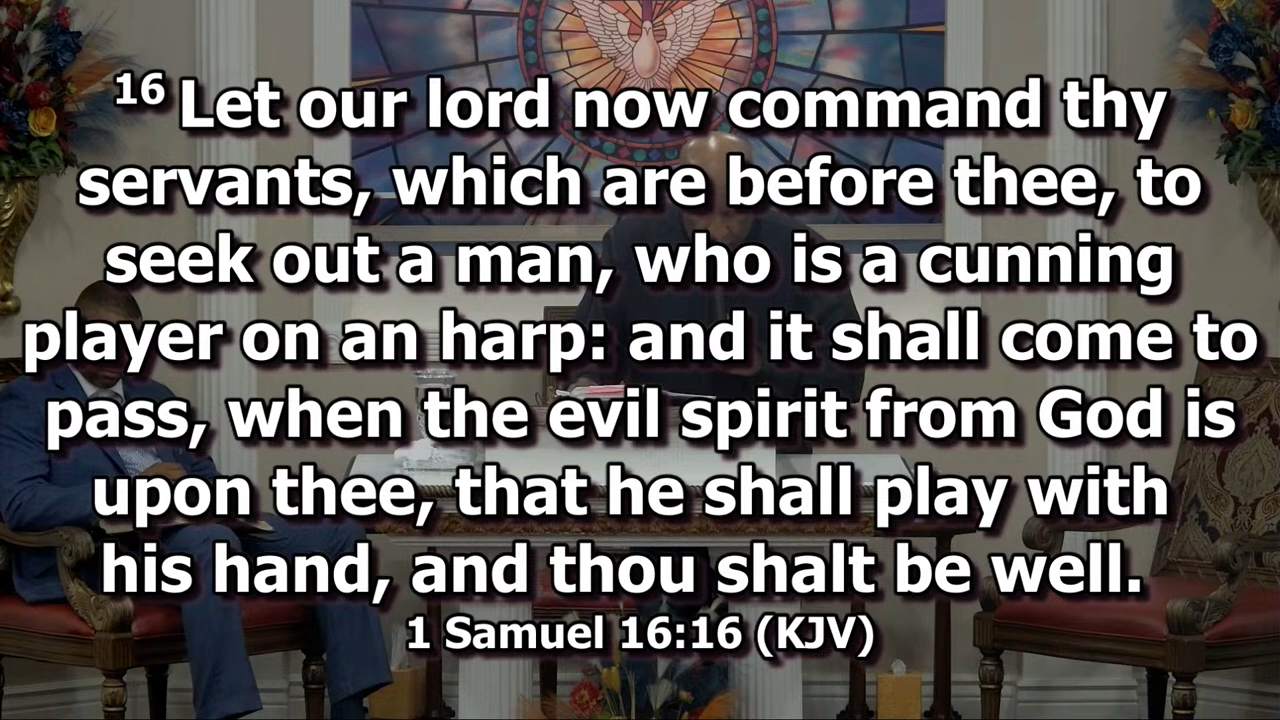 16 Let our lord now command thy
servants, which are before thee, to
seek out a man, who is a cunning
player on an harp: and it shall come to
pass, when the evil spirit from God is
upon thee, that he shall play with
his hand, and thou shalt be well.
1 Samuel 16:16 (KJV)